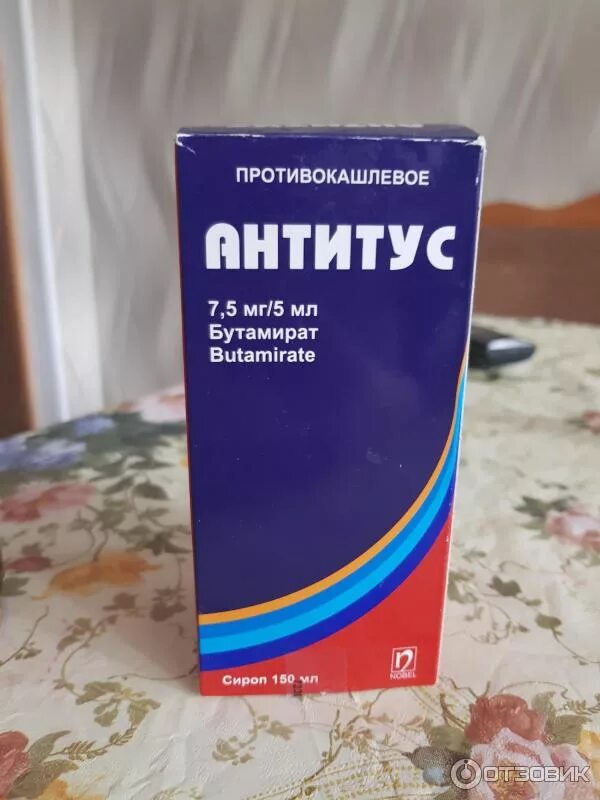 ПРОТИВОКАШЛЕВОЕ
АНТИТУС
7,5 мг/5 мл
Бутамират
Butamirate
Сироп 150 мл
NOBEL
ОТЗОВИК